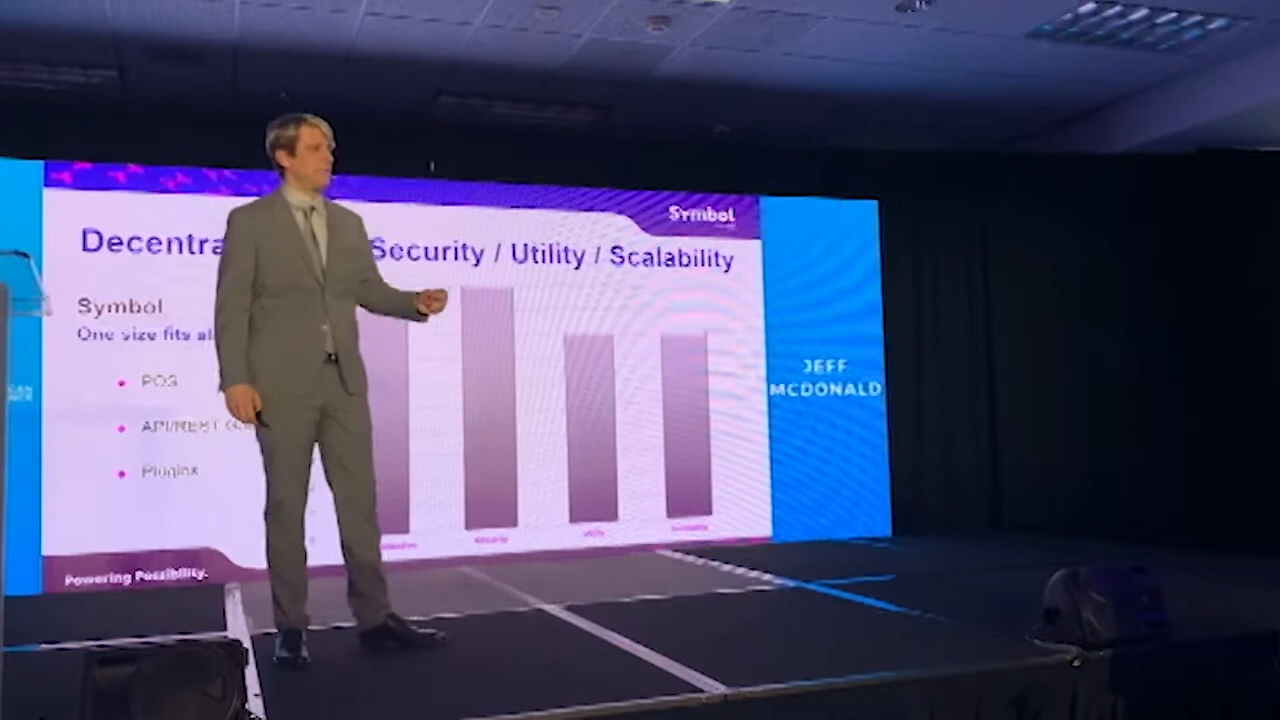 Symbol
Decentra Security / Utility / Scalability
Symbol
One size fits al
POS
API/REST
Plugins
Security
Utility
Scalability
Powering Possibility.
JEFF
MCDONALD